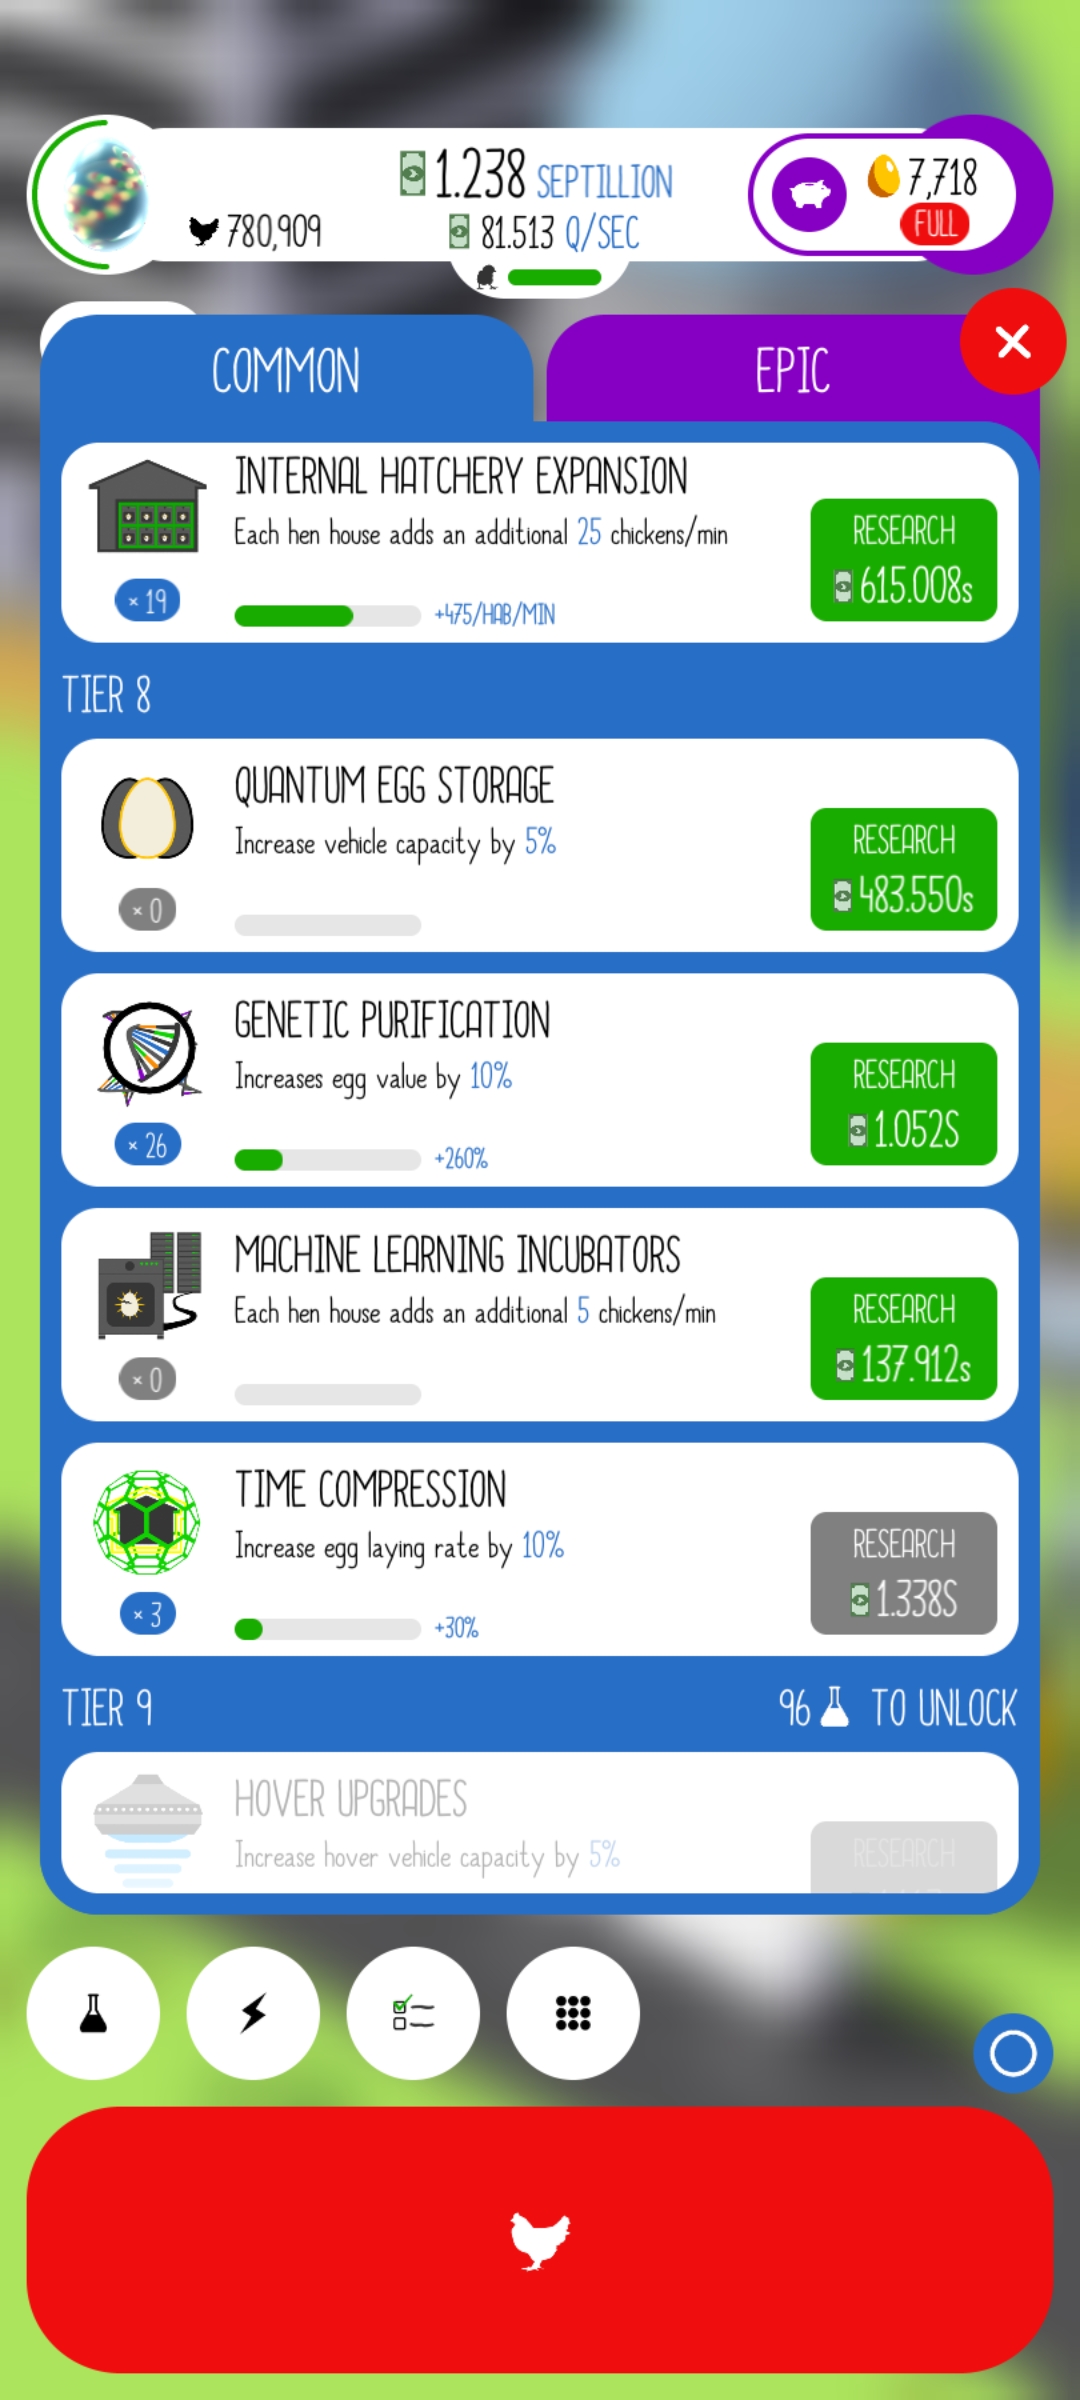 1.238 SEPTILLION
7,718
780,909
81.513 Q/SEC
FULL
COMMON
EPIC
INTERNAL HATCHERY EXPANSION
Each hen house adds an additional 25 chickens/min
RESEARCH
615.008s
× 19
+475/HAB/MIN
TIER 8
QUANTUM EGG STORAGE
Increase vehicle capacity by 5%
RESEARCH
483.550s
× 0
GENETIC PURIFICATION
Increases egg value by 10%
RESEARCH
1.052S
× 26
+260%
MACHINE LEARNING INCUBATORS
Each hen house adds an additional 5 chickens/min
RESEARCH
137.912s
× 0
TIME COMPRESSION
Increase egg laying rate by 10%
RESEARCH
1.338S
× 3
+30%
TIER 9
96 TO UNLOCK
HOVER UPGRADES
Increase hover vehicle capacity by 5%
RESEARCH